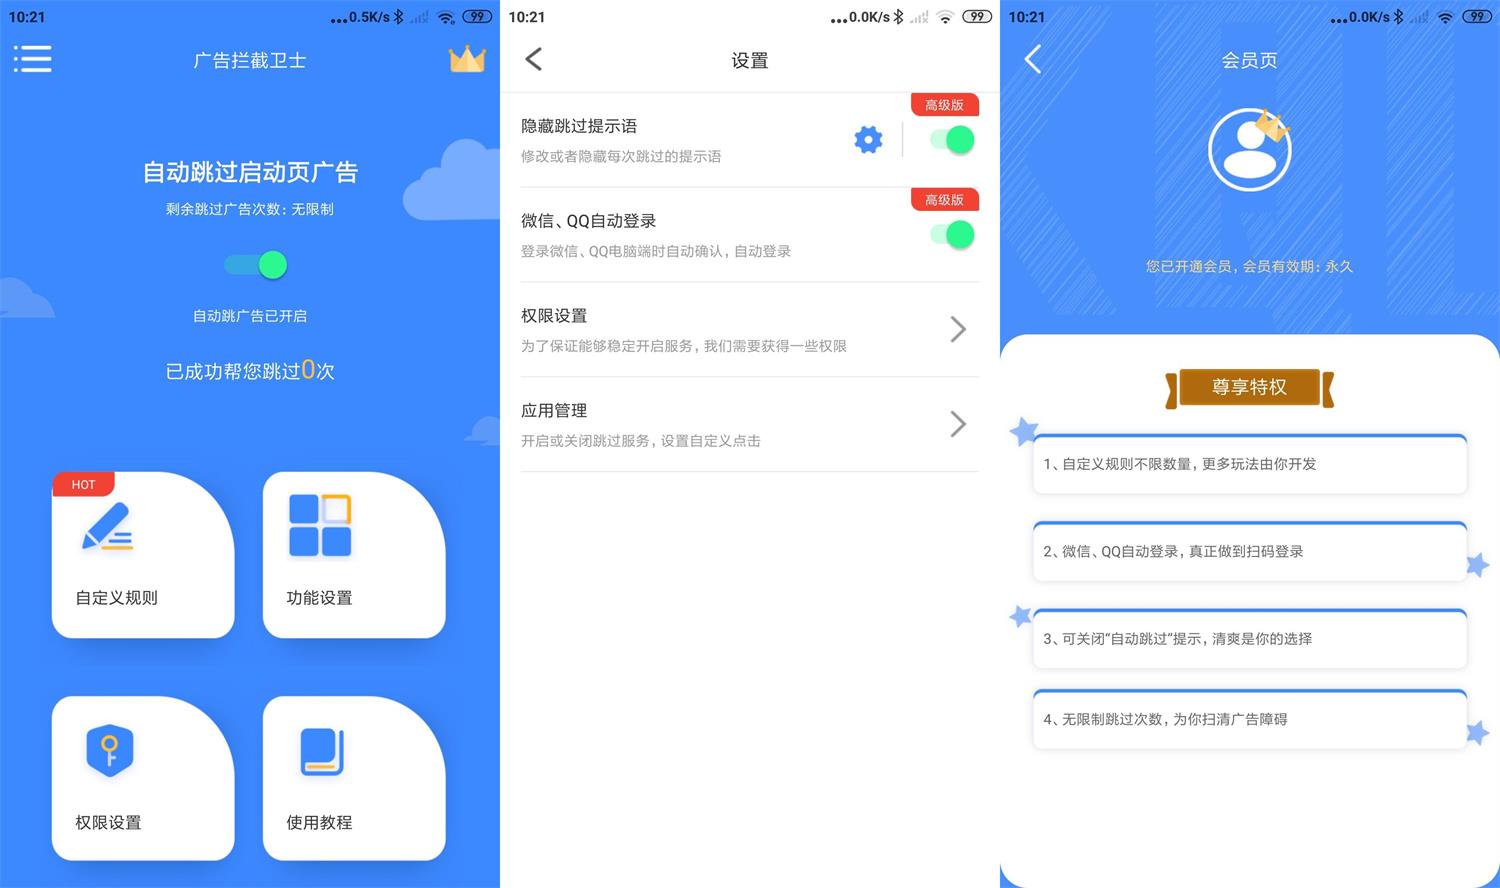 10:21
...0.5K/s
99
广告拦截卫士
自动跳过启动页广告
剩余跳过广告次数: 无限制
自动跳广告已开启
已成功帮您跳过0次
HOT
自定义规则
功能设置
权限设置
使用教程
10:21
...0.0K/s
99
设置
高级版
隐藏跳过提示语
修改或者隐藏每次跳过的提示语
高级版
微信、QQ自动登录
登录微信、QQ电脑端时自动确认, 自动登录
权限设置
为了保证能够稳定开启服务, 我们需要获得一些权限
应用管理
开启或关闭跳过服务, 设置自定义点击
10:21
...0.0K/s
99
会员页
您已开通会员, 会员有效期: 永久
尊享特权
1、自定义规则不限数量, 更多玩法由你开发
2、微信、QQ自动登录, 真正做到扫码登录
3、可关闭“自动跳过”提示, 清爽是你的选择
4、无限制跳过次数, 为你扫清广告障碍